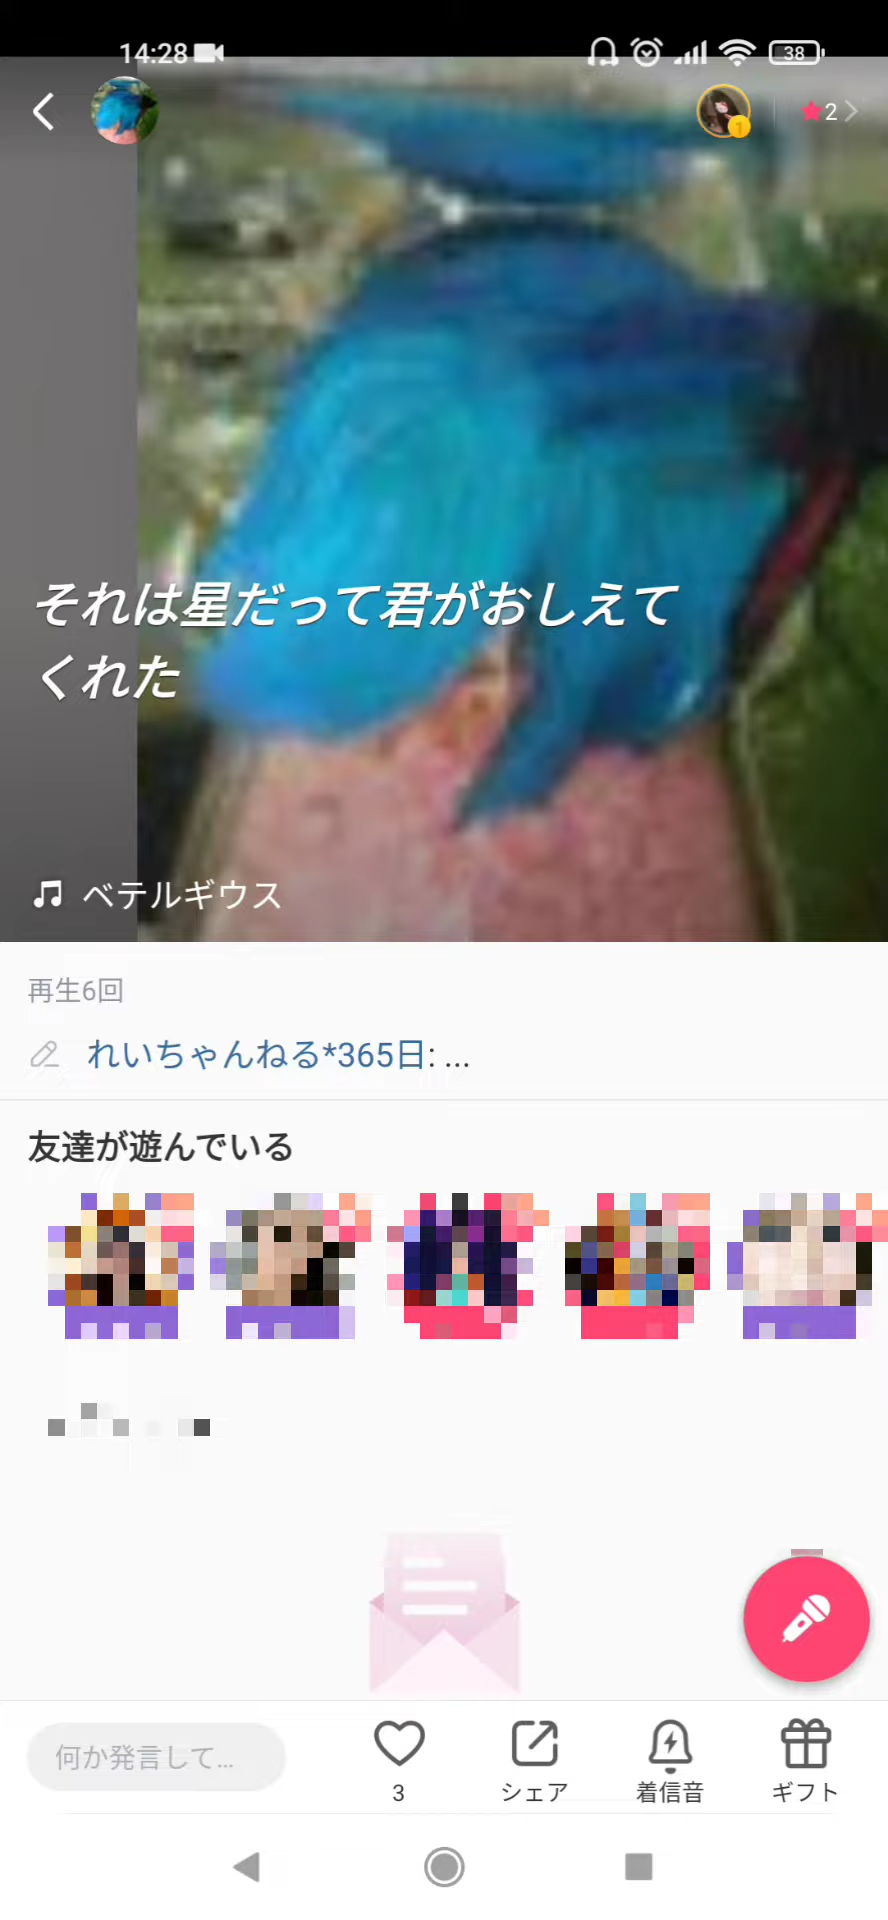 14:28
38
1
2
それは星だって君がおしえて
くれた
ベテルギウス
再生6回
れいちゃんねる*365日: ...
友達が遊んでいる
何か発言して...
3
シェア
着信音
ギフト